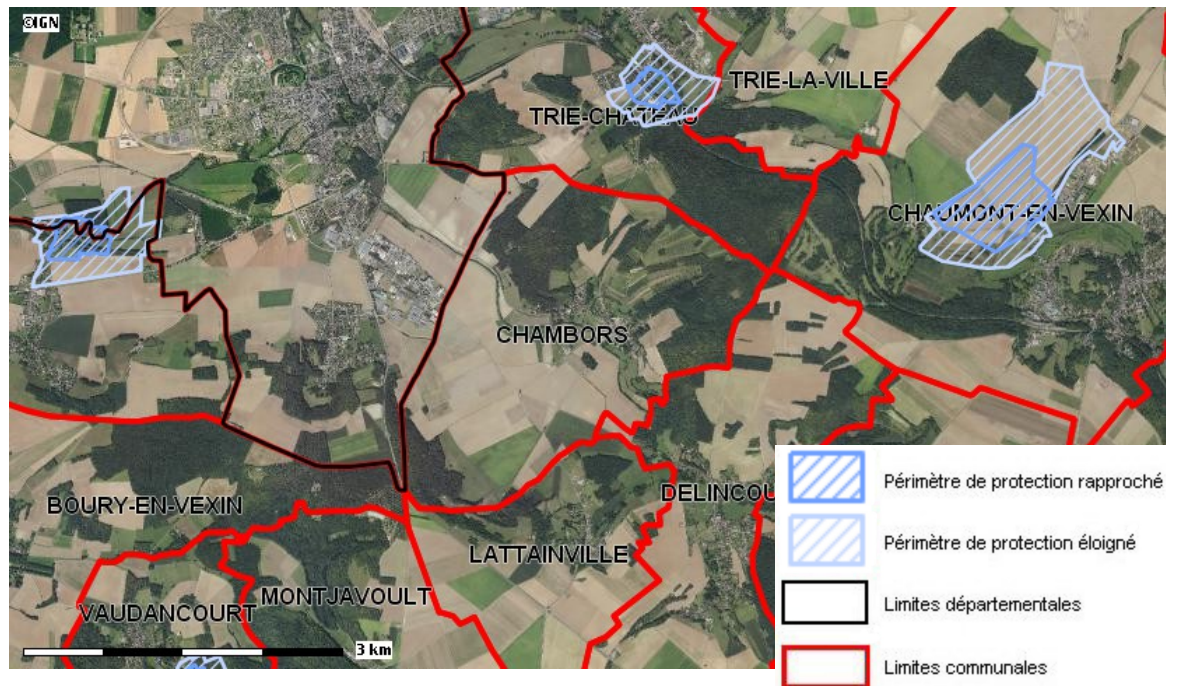 ©IGN
TRIE-LA-VILLE
TRIE-CHATEAU
CHAUMONT-EN-VEXIN
CHAMBORS
BOURY-EN-VEXIN
DELINCOU
LATTAINVILLE
MONTJAVOULT
VAUDANCOURT
3 km
Périmètre de protection rapproché
Périmètre de protection éloigné
Limites départementales
Limites communales